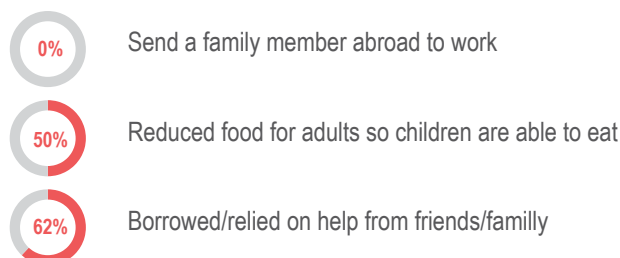 0% Send a family member abroad to work
50% Reduced food for adults so children are able to eat
62% Borrowed/relied on help from friends/familly